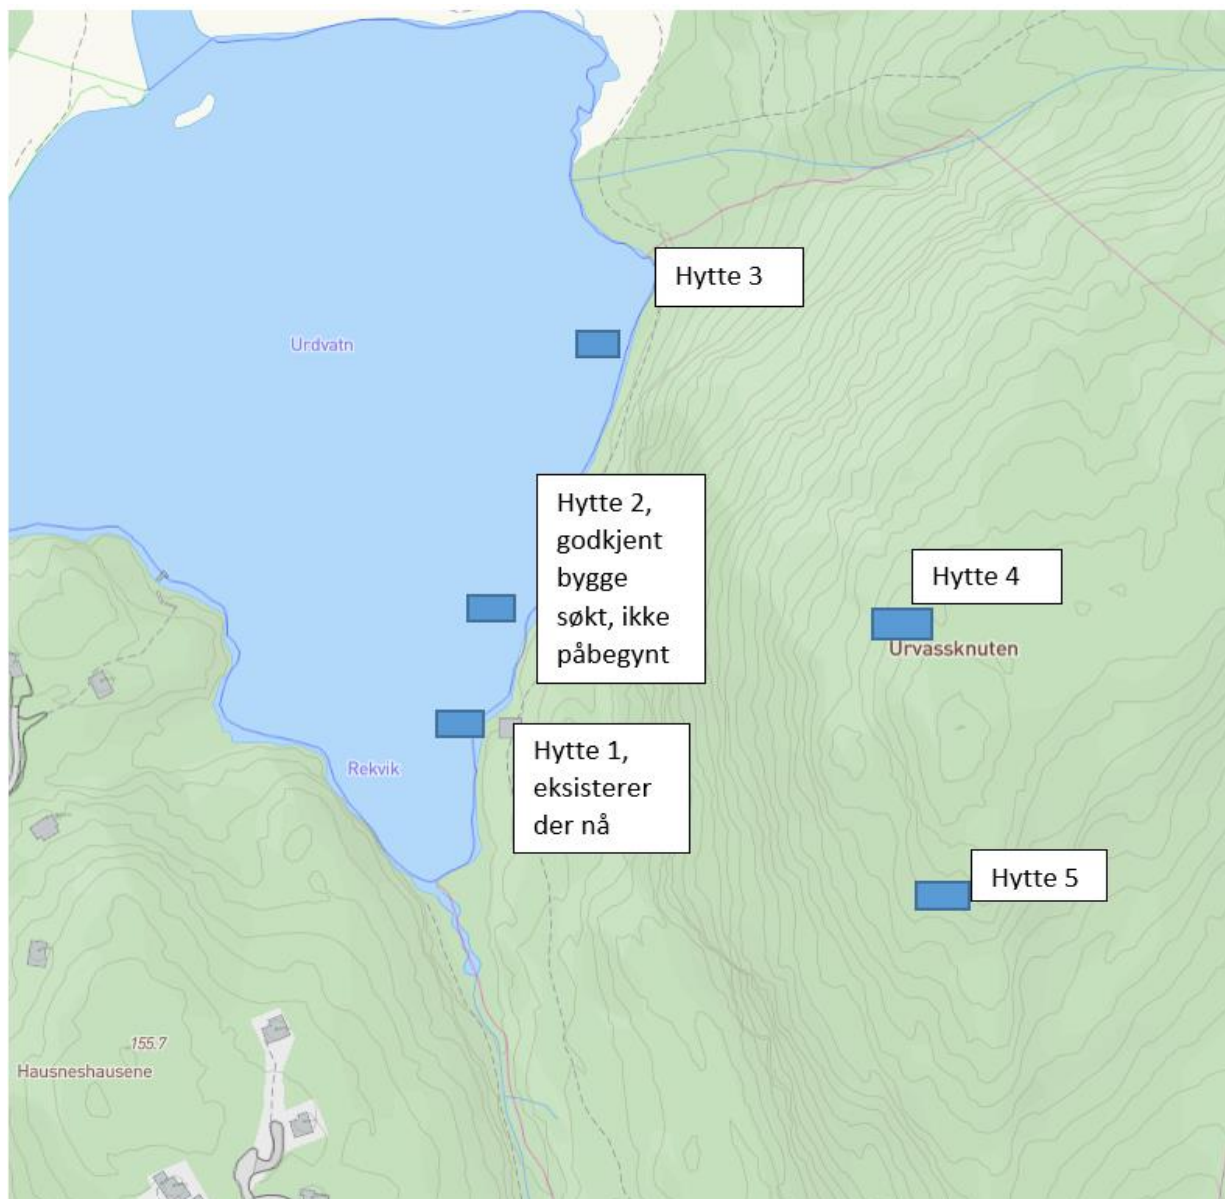 Hytte 3
Urdvatn
Hytte 2,
godkjent
bygge
søkt, ikke
påbegynt
Hytte 4
Urvassknuten
Hytte 1,
eksisterer
der nå
Rekvik
Hytte 5
155.7
Hausneshausene